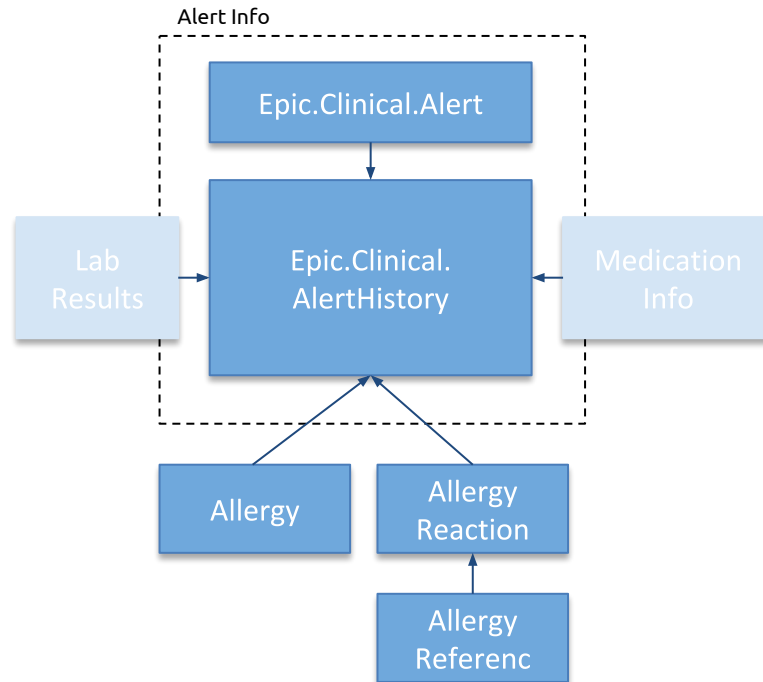 Alert Info
Epic.Clinical.Alert
Lab
Results
Epic.Clinical.
AlertHistory
Medication
Info
Allergy
Allergy
Reaction
Allergy
Referenc